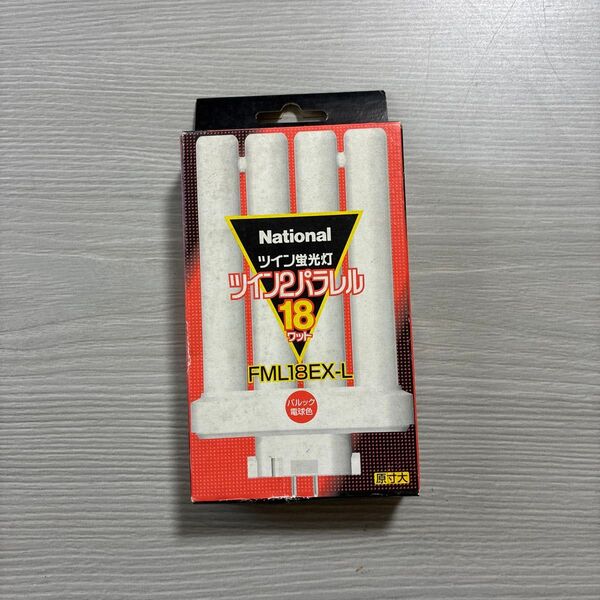 National
ツイン蛍光灯
ツイン2パラレル
18
ワット
FML18EX-L
パルック
電球色
原寸大